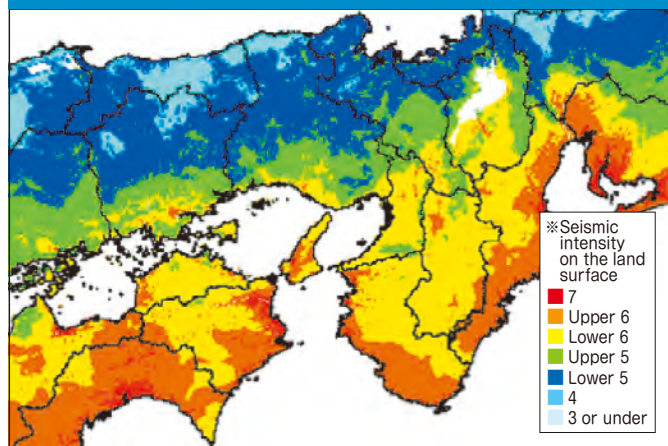 ※Seismic
intensity
on the land
surface
7
Upper 6
Lower 6
Upper 5
Lower 5
4
3 or under